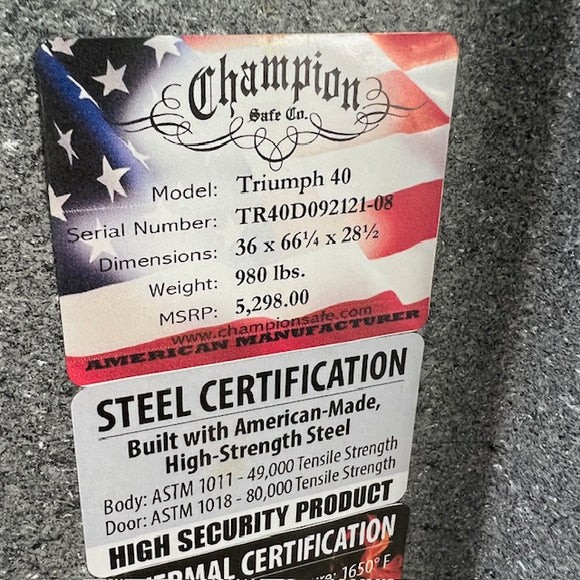 Champion
Safe Co.
Model: Triumph 40
Serial Number: TR40D092121-08
Dimensions: 36 x 66¼ x 28½
Weight: 980 lbs.
MSRP: 5,298.00
www.championsafe.com
AMERICAN MANUFACTURER
STEEL CERTIFICATION
Built with American-Made,
High-Strength Steel
Body: ASTM 1011 - 49,000 Tensile Strength
Door: ASTM 1018 - 80,000 Tensile Strength
HIGH SECURITY PRODUCT
CERTIFICATION
1650° F